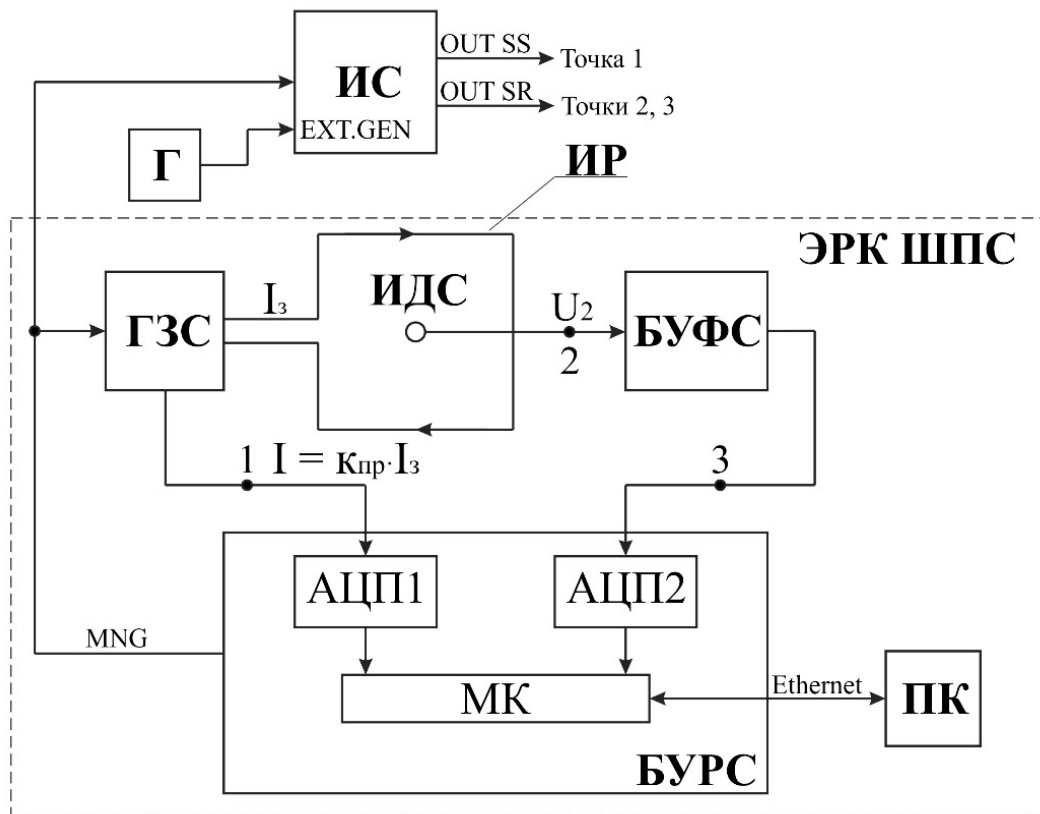 OUT SS
Точка 1
ИС
OUT SR
Точки 2, 3
EXT.GEN
Г
ИР
ЭРК ШПС
Iз
ИДС
U2
ГЗС
БУФС
2
1 I = кпр·Iз
3
АЦП1
АЦП2
MNG
МК
Ethernet
ПК
БУРС